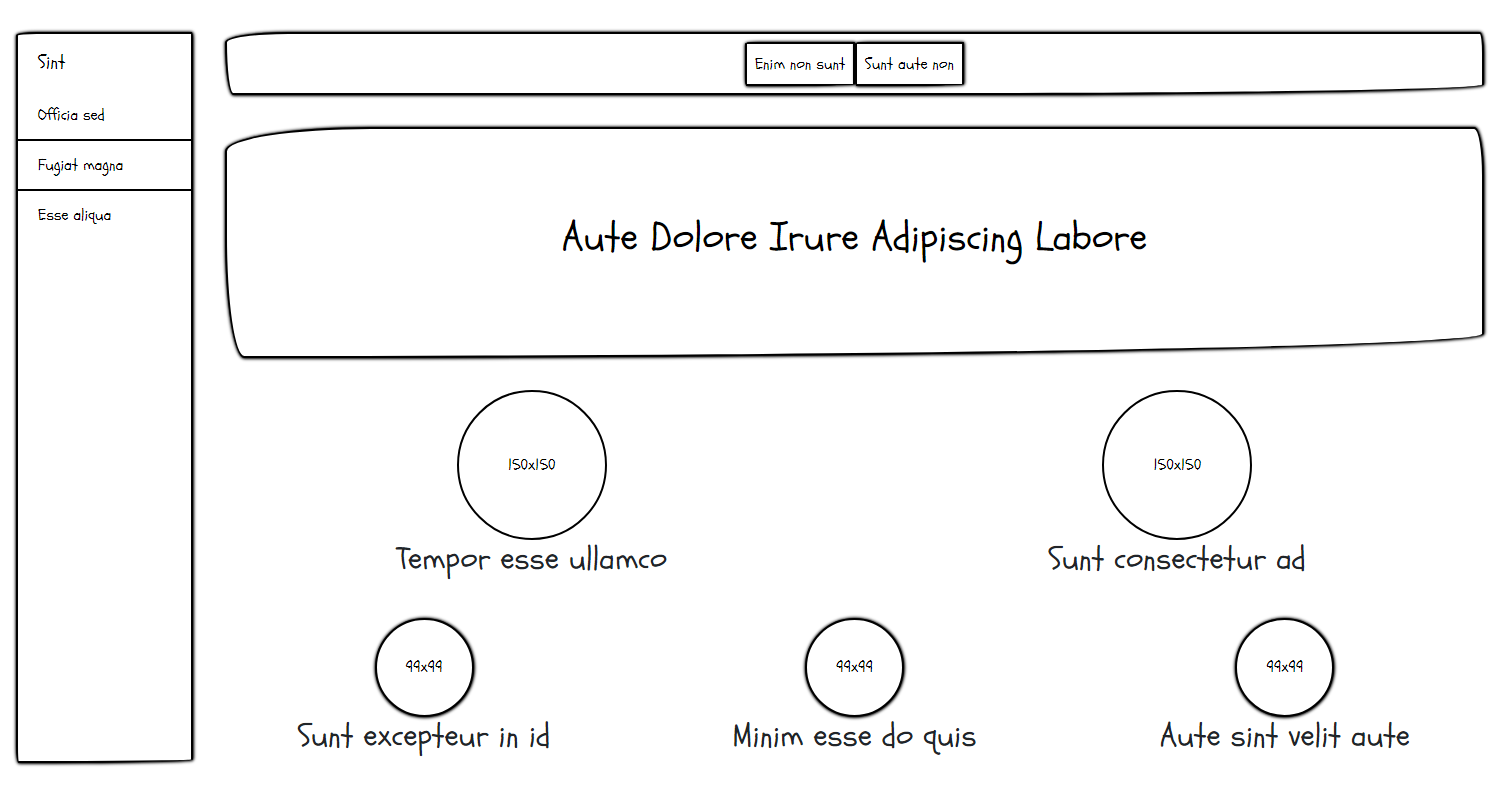 Sint
Officia sed
Fugiat magna
Esse aliqua
Enim non sunt
Sunt aute non
Aute Dolore Irure Adipiscing Labore
150x150
Tempor esse ullamco
150x150
Sunt consectetur ad
99x99
Sunt excepteur in id
99x99
Minim esse do quis
99x99
Aute sint velit aute